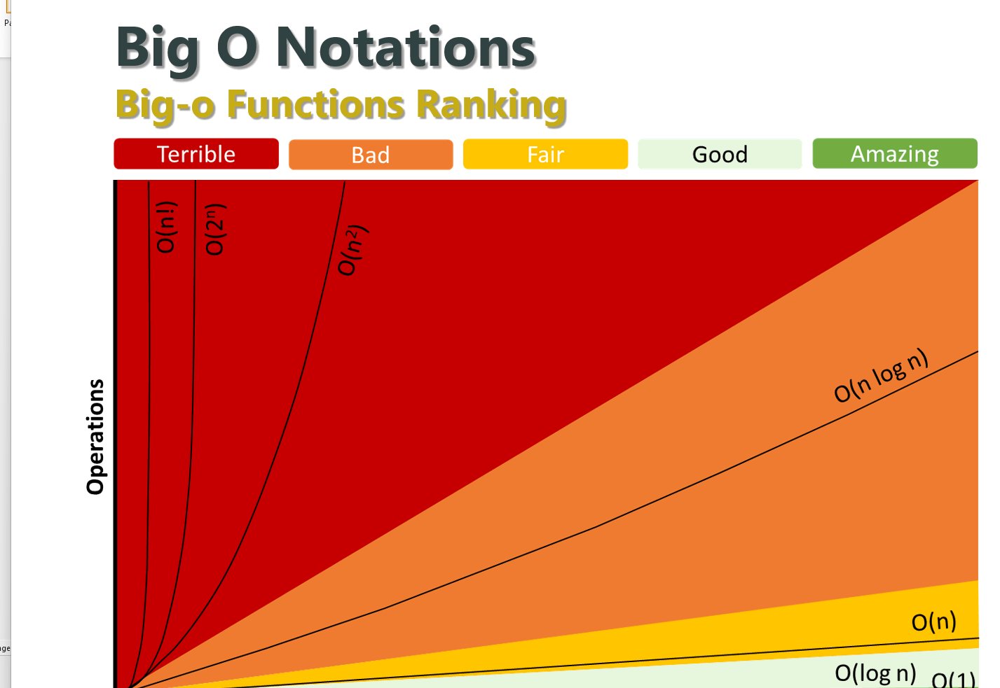 Big O Notations
Big-o Functions Ranking
Terrible
Bad
Fair
Good
Amazing
O(n!)
O(2ⁿ)
O(n²)
O(n log n)
Operations
O(n)
O(log n)
O(1)